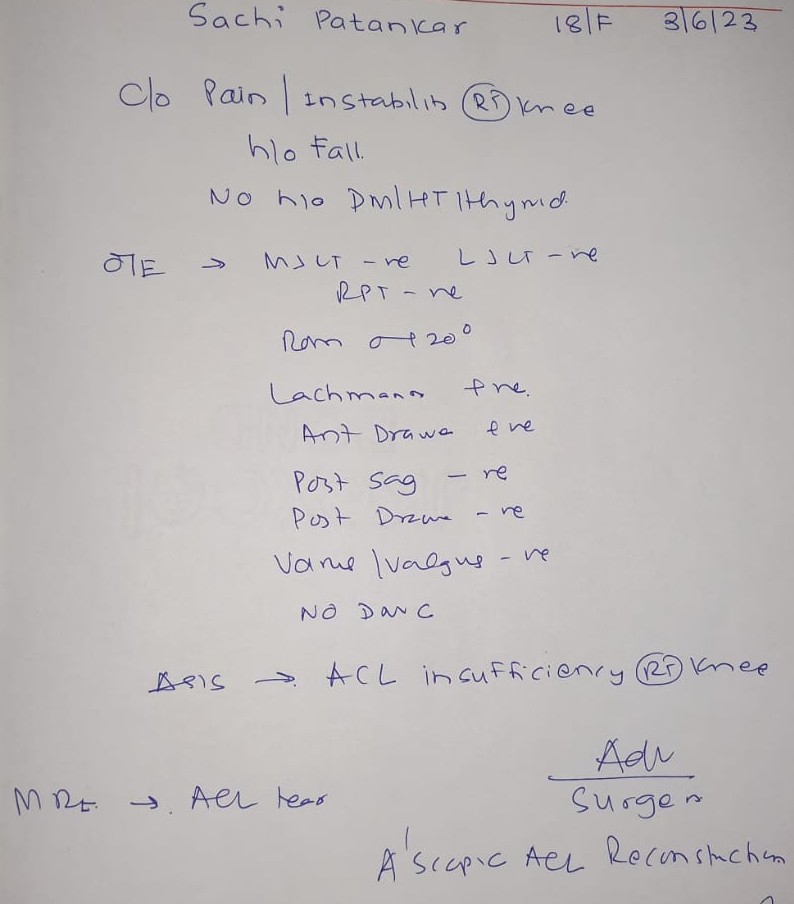 Sachi Patankar 18/F 3/6/23
C/o Pain / Instability RT Knee
h/o Fall.
No h/o DM/HT/Thyroid.
O/E → MJLT -ve LJLT -ve
RPT -ve
Rom 0-120°
Lachmans +ve.
Ant Drawer +ve
Post Sag -ve
Post Drawer -ve
Varus/Valgus -ve
NO DNVC
→ ACL insufficiency RT Knee
Adv
MRI → ACL tear
Surgery
A'scopic ACL Reconstruction